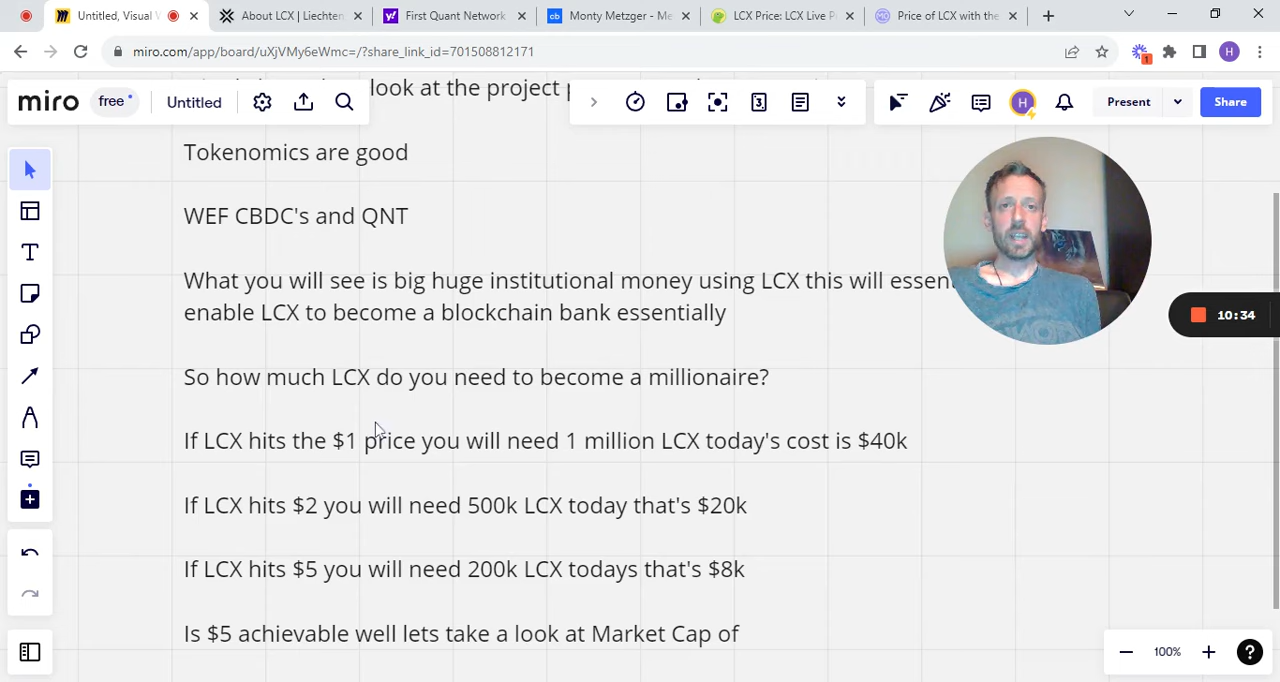 Untitled, Visual W
About LCX | Liechten
First Quant Network
Monty Metzger - Me
LCX Price: LCX Live P
Price of LCX with the
miro.com/app/board/uXjVMy6eWmc=/?share_link_id=701508812171
1
H
miro
free
Untitled
look at the project
3
H
Present
Share
Tokenomics are good
WEF CBDC's and QNT
What you will see is big huge institutional money using LCX this will essent
enable LCX to become a blockchain bank essentially
10:34
So how much LCX do you need to become a millionaire?
If LCX hits the $1 price you will need 1 million LCX today's cost is $40k
If LCX hits $2 you will need 500k LCX today that's $20k
If LCX hits $5 you will need 200k LCX todays that's $8k
Is $5 achievable well lets take a look at Market Cap of
100%